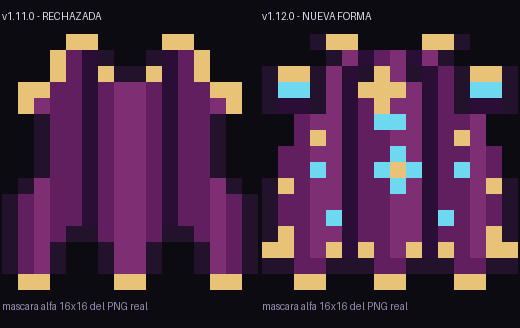 v1.11.0 - RECHAZADA
v1.12.0 - NUEVA FORMA
mascara alfa 16x16 del PNG real
mascara alfa 16x16 del PNG real